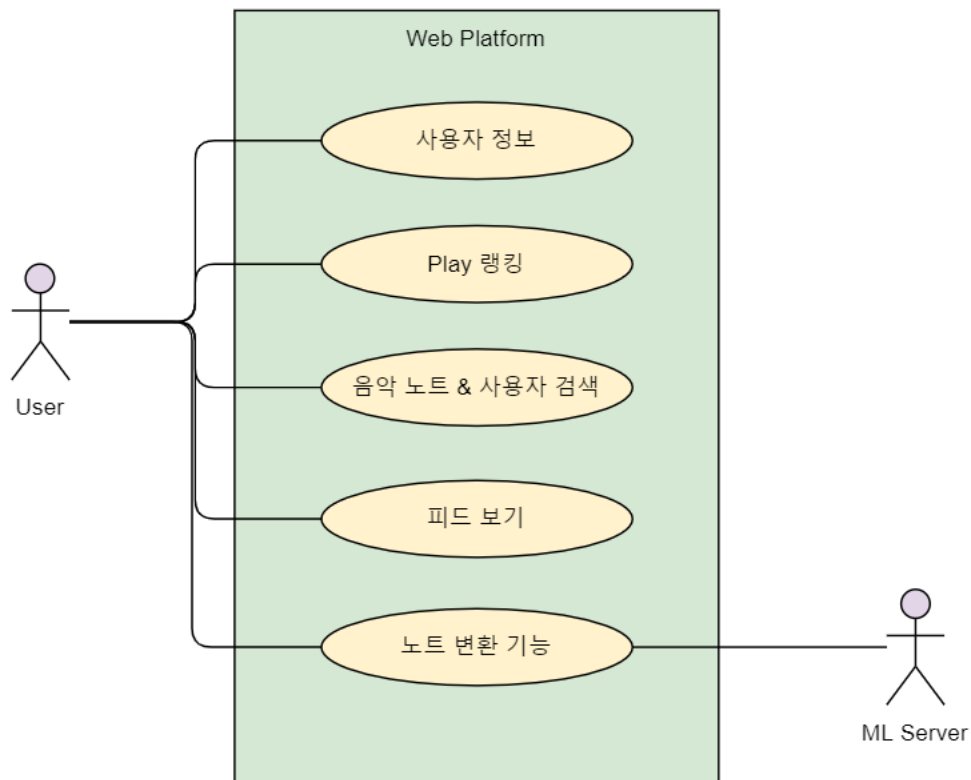 Web Platform
사용자 정보
Play 랭킹
음악 노트 & 사용자 검색
User
피드 보기
노트 변환 기능
ML Server